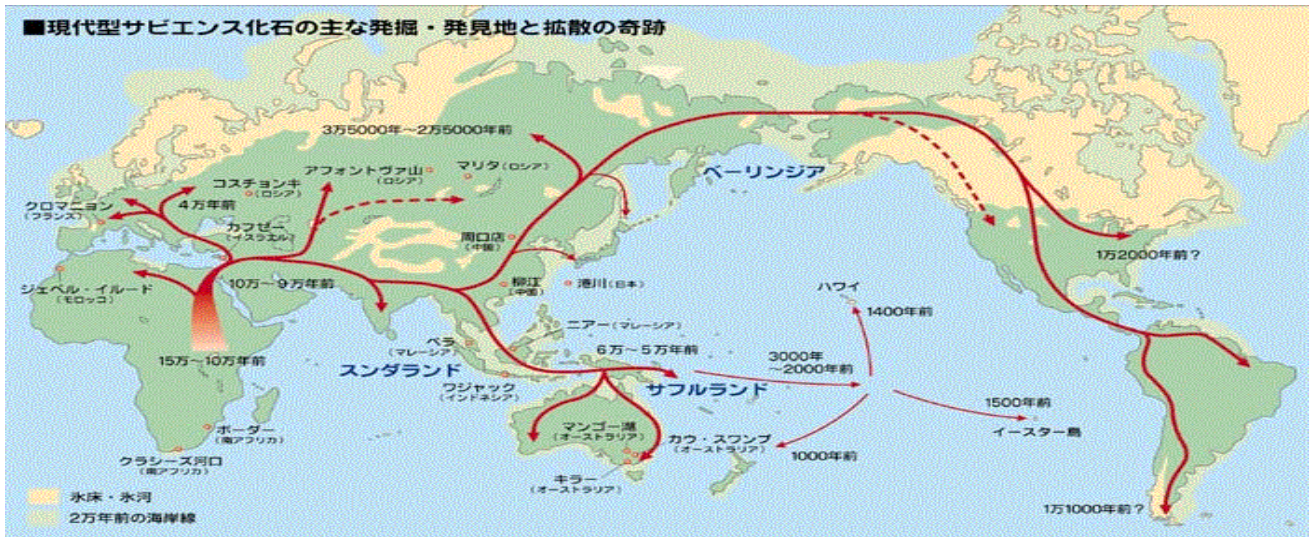 ■現代型サビエンス化石の主な発掘・発見地と拡散の奇跡
3万5000年〜2万5000年前
アフォントヴァ山
(ロシア)
マリタ(ロシア)
コスチョンキ
(ロシア)
クロマニョン
(フランス)
4万年前
カフゼー
(イスラエル)
ベーリンジア
周口店
(中国)
10万〜9万年前
ジェベル・イルード
(モロッコ)
柳江
(中国)
港川(日本)
1万2000年前?
ハワイ
1400年前
ニアー(マレーシア)
ペラ
(マレーシア)
15万〜10万年前
6万〜5万年前
スンダランド
サフルランド
3000年
〜2000年前
ワジャック
(インドネシア)
1500年前
イースター島
マンゴー湖
(オーストラリア)
カウ・スワンプ
(オーストラリア)
ボーダー
(南アフリカ)
クラシーズ河口
(南アフリカ)
1000年前
キラー
(オーストラリア)
氷床・氷河
2万年前の海岸線
1万1000年前?